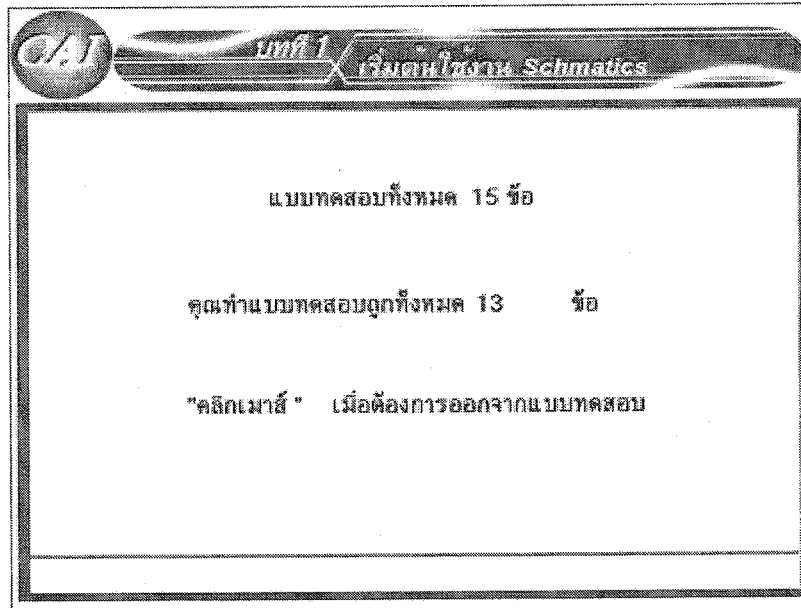 CAI
บทที่ 1
เริ่มต้นใช้งาน Schmatics
แบบทดสอบทั้งหมด 15 ข้อ
คุณทำแบบทดสอบถูกทั้งหมด 13 ข้อ
"คลิกเมาส์ " เมื่อต้องการออกจากแบบทดสอบ